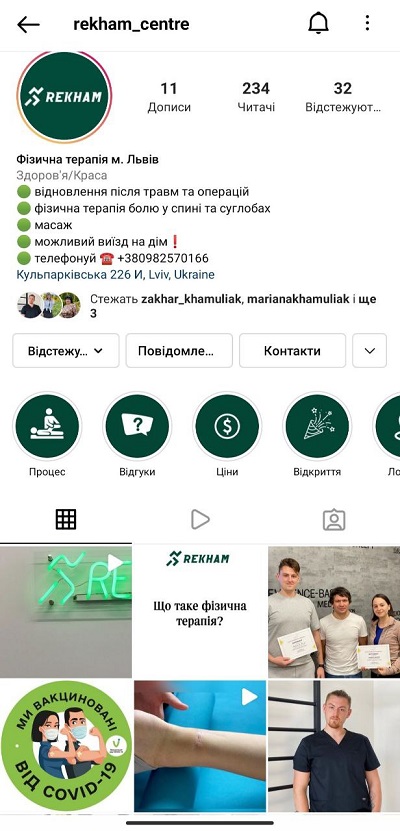 rekham_centre
REKHAM
11
Дописи
234
Читачі
32
Відстежуют...
Фізична терапія м. Львів
Здоров'я/Краса
відновлення після травм та операцій
фізична терапія болю у спині та суглобах
масаж
можливий виїзд на дім❗
телефонуй ☎️ +380982570166
Кульпарківська 226 И, Lviv, Ukraine
Стежать zakhar_khamuliak, marianakhamuliak і ще
3
Відстежу...
Повідомле...
Контакти
Процес
Відгуки
Ціни
Відкриття
Ло
RE
REKHAM
Що таке фізична
терапія?
EVIDENCE-BA
МИ ВАКЦИНОВАНІ
ВІД COVID-19